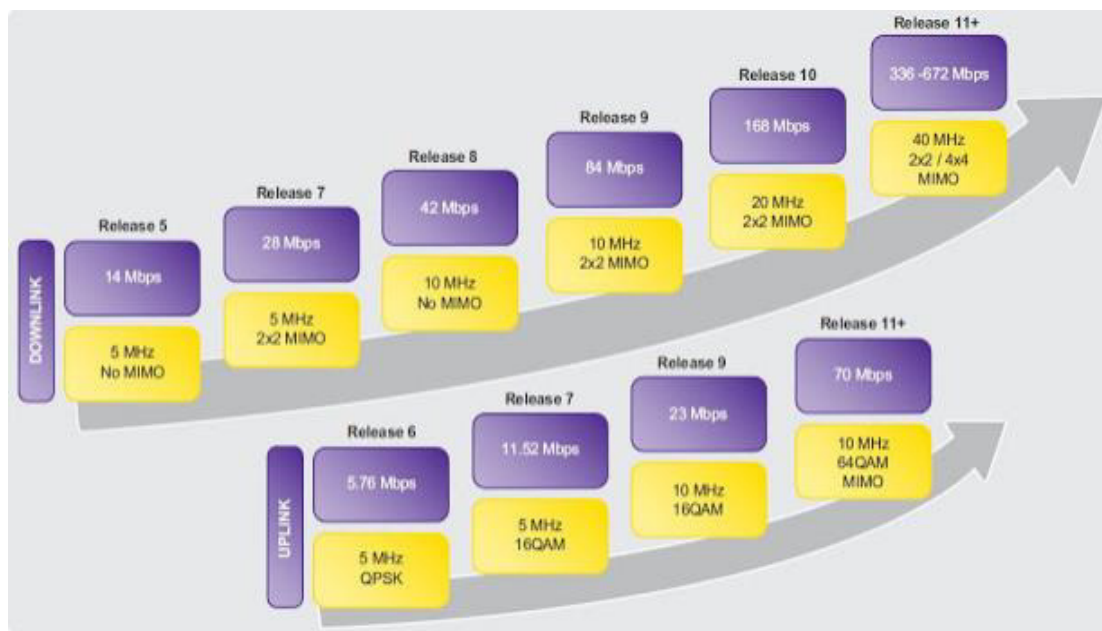 DOWNLINK
Release 5
14 Mbps
5 MHz
No MIMO
Release 7
28 Mbps
5 MHz
2x2 MIMO
Release 8
42 Mbps
10 MHz
No MIMO
Release 9
84 Mbps
10 MHz
2x2 MIMO
Release 10
168 Mbps
20 MHz
2x2 MIMO
Release 11+
336 -672 Mbps
40 MHz
2x2 / 4x4
MIMO
UPLINK
Release 6
5.76 Mbps
5 MHz
QPSK
Release 7
11.52 Mbps
5 MHz
16QAM
Release 9
23 Mbps
10 MHz
16QAM
Release 11+
70 Mbps
10 MHz
64QAM
MIMO